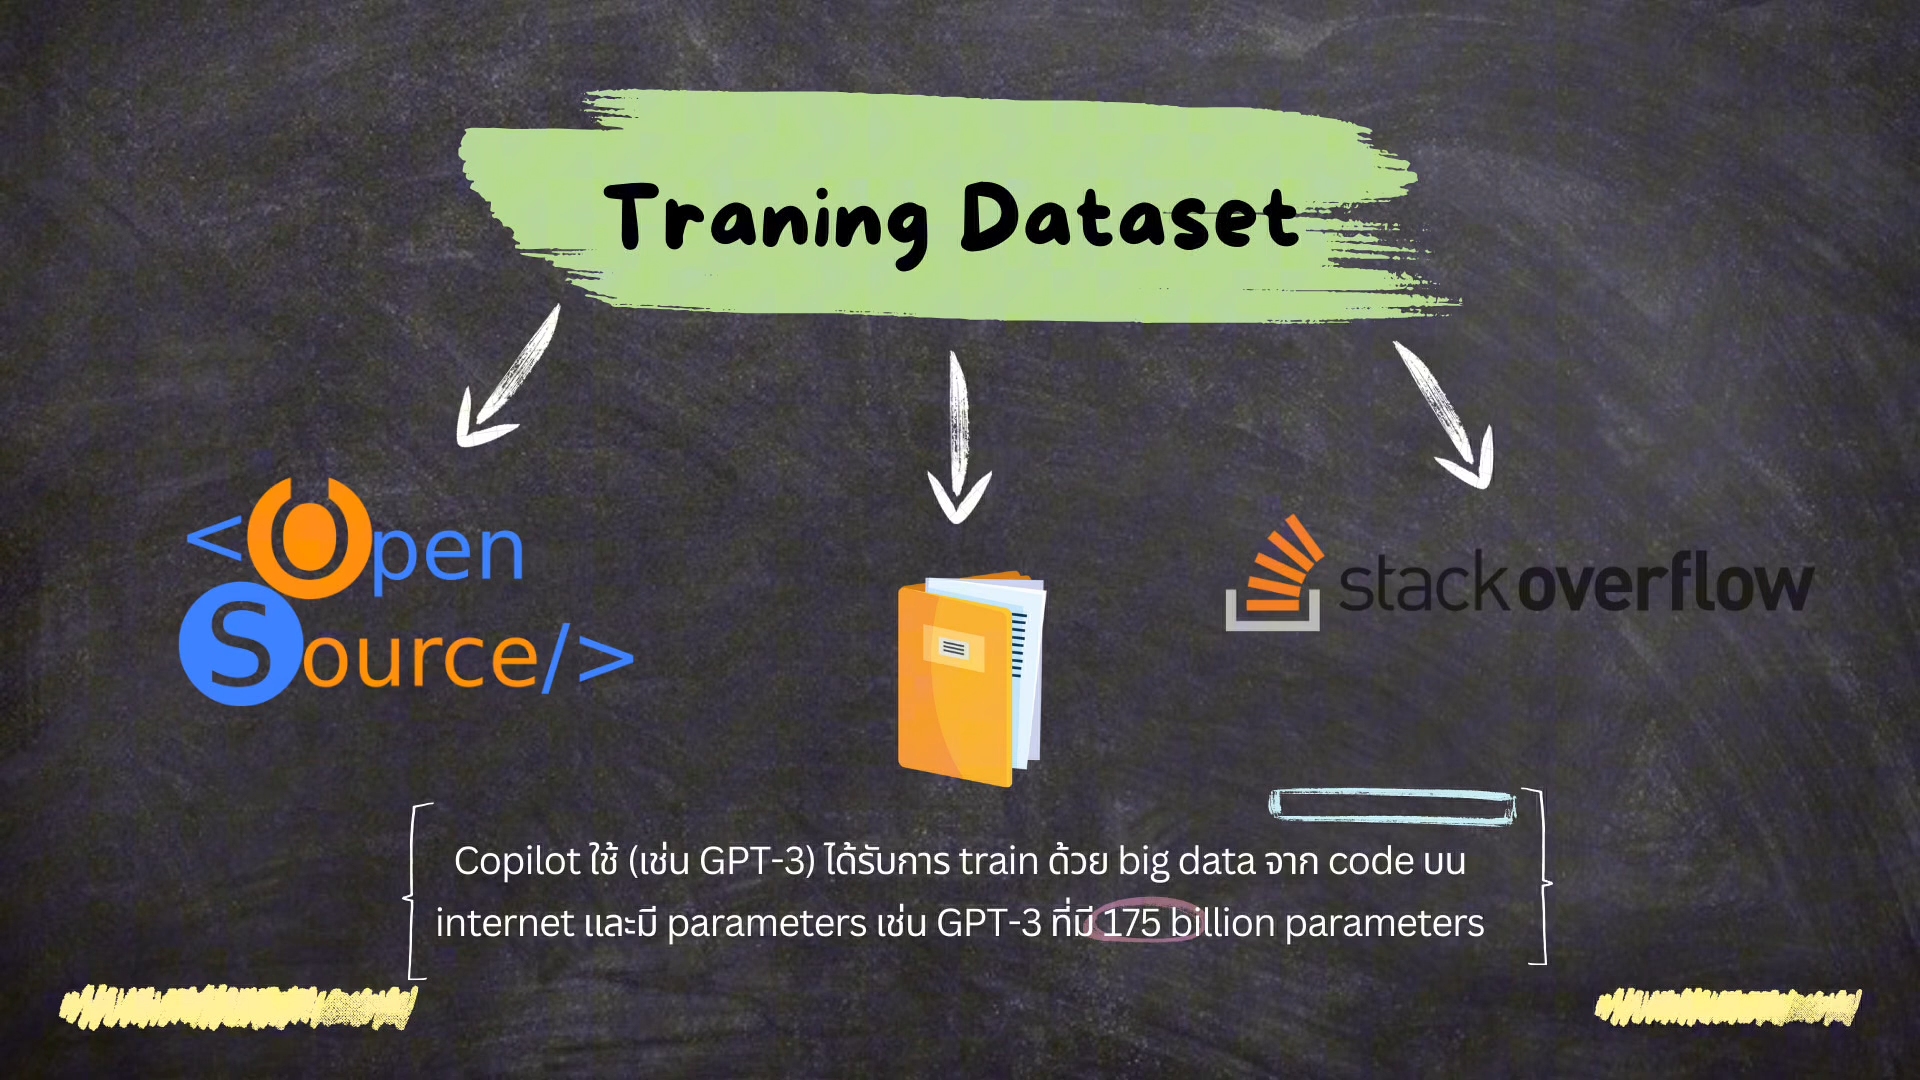 Traning Dataset
<Open
Source/>
stackoverflow
Copilot ใช้ (เช่น GPT-3) ได้รับการ train ด้วย big data จาก code บน
internet และมี parameters เช่น GPT-3 ที่มี 175 billion parameters